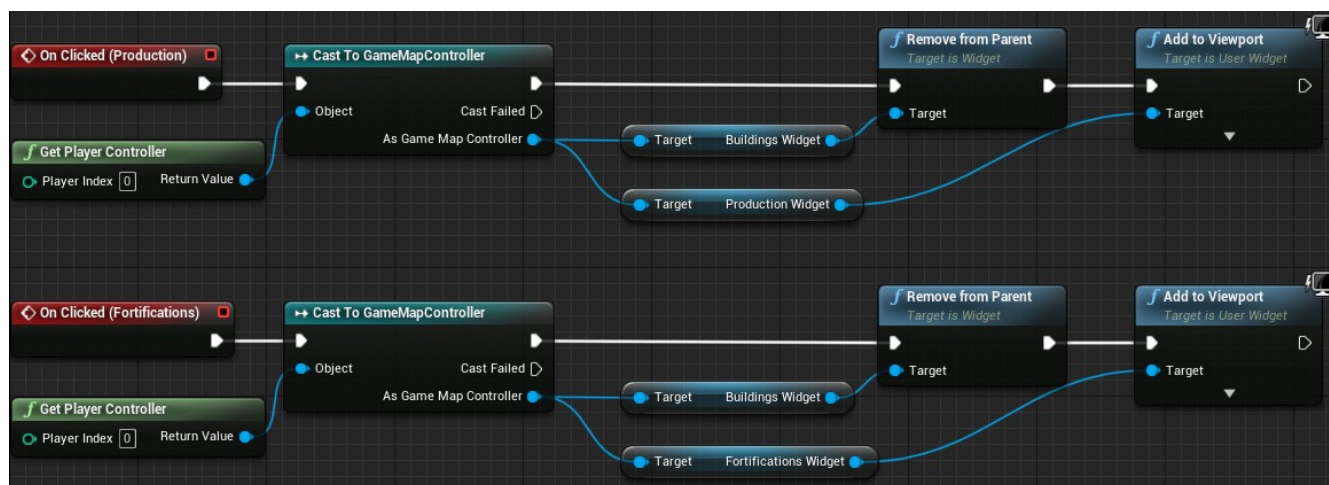 On Clicked (Production)
Cast To GameMapController
Remove from Parent
Target is Widget
Add to Viewport
Target is User Widget
Object
Cast Failed
As Game Map Controller
Target
Target
Get Player Controller
Player Index 0
Return Value
Target Buildings Widget
Target Production Widget
On Clicked (Fortifications)
Cast To GameMapController
Remove from Parent
Target is Widget
Add to Viewport
Target is User Widget
Object
Cast Failed
As Game Map Controller
Target
Target
Get Player Controller
Player Index 0
Return Value
Target Buildings Widget
Target Fortifications Widget